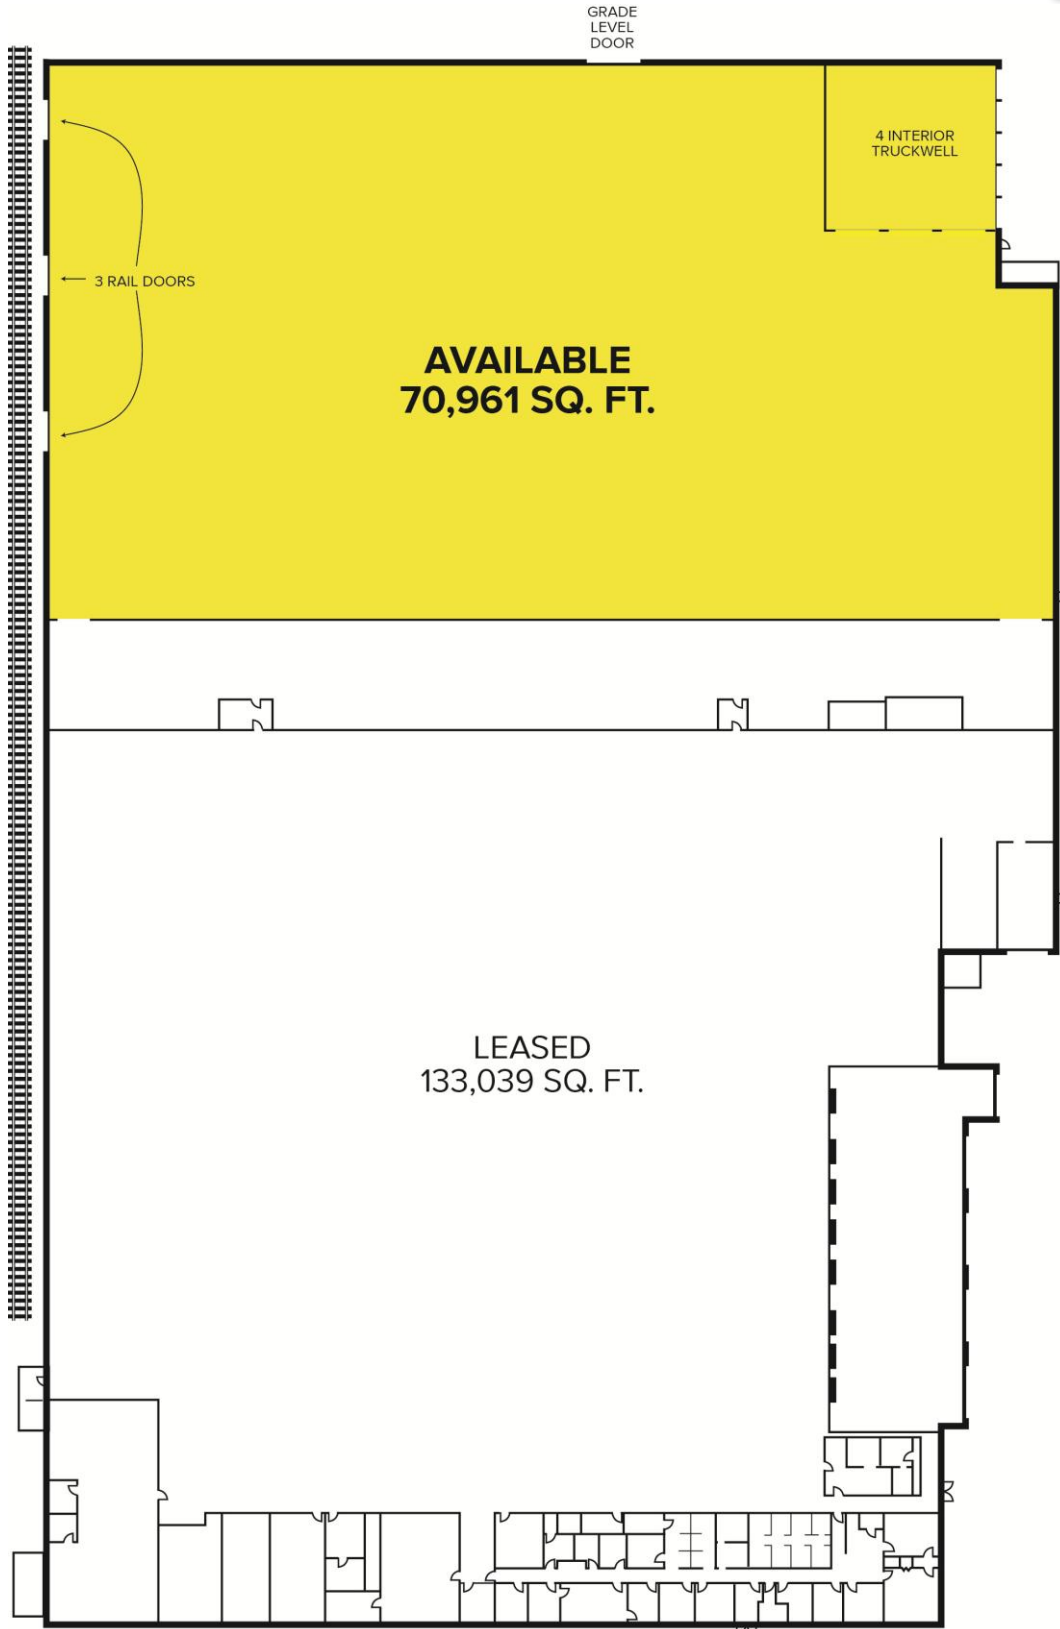 GRADE
LEVEL
DOOR
4 INTERIOR
TRUCKWELL
3 RAIL DOORS
AVAILABLE
70,961 SQ. FT.
LEASED
133,039 SQ. FT.